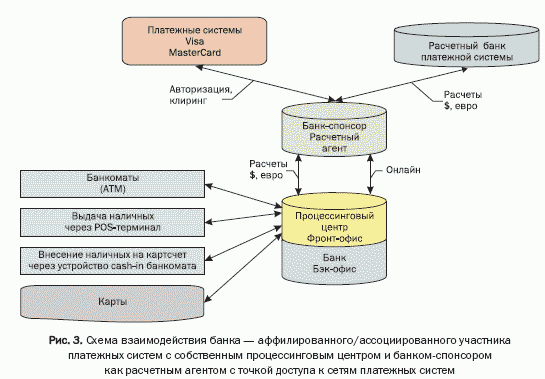 Платежные системы
Visa
MasterCard
Расчетный банк
платежной системы
Авторизация,
клиринг
Расчеты
$, евро
Банк-спонсор
Расчетный
агент
Расчеты
$, евро
Онлайн
Банкоматы
(ATM)
Выдача наличных
через POS-терминал
Внесение наличных на картсчет
через устройство cash-in банкомата
Карты
Процессинговый
центр
Фронт-офис
Банк
Бэк-офис
Рис. 3. Схема взаимодействия банка — аффилированного/ассоциированного участника
платежных систем с собственным процессинговым центром и банком-спонсором
как расчетным агентом с точкой доступа к сетям платежных систем